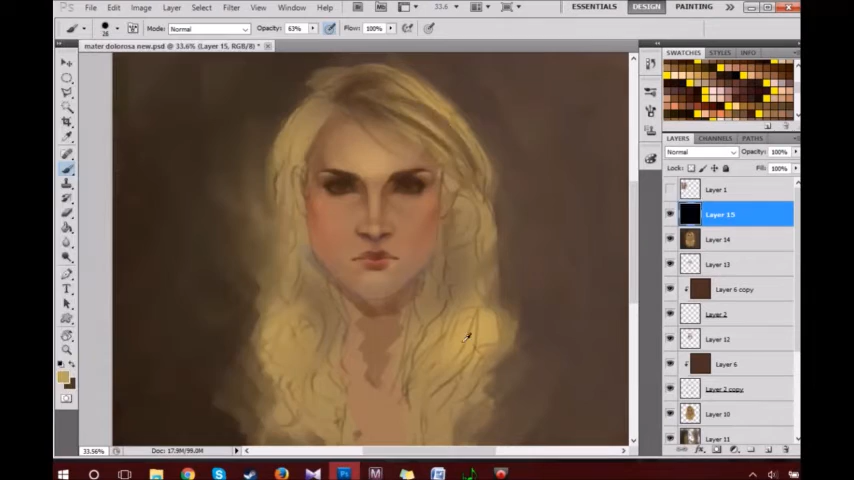 File Edit Image Layer Select Filter View Window Help 33.6 ESSENTIALS DESIGN PAINTING
26 Mode: Normal Opacity: 63% Flow: 100%
mater dolorosa new.psd @ 33.6% (Layer 15, RGB/8) *
SWATCHES STYLES INFO
LAYERS CHANNELS PATHS
Normal Opacity: 100%
Lock: Fill: 100%
Layer 1
Layer 15
Layer 14
Layer 13
Layer 6 copy
Layer 2
Layer 12
Layer 6
Layer 2 copy
Layer 10
Layer 11
33.56% Doc: 17.9M/99.0M